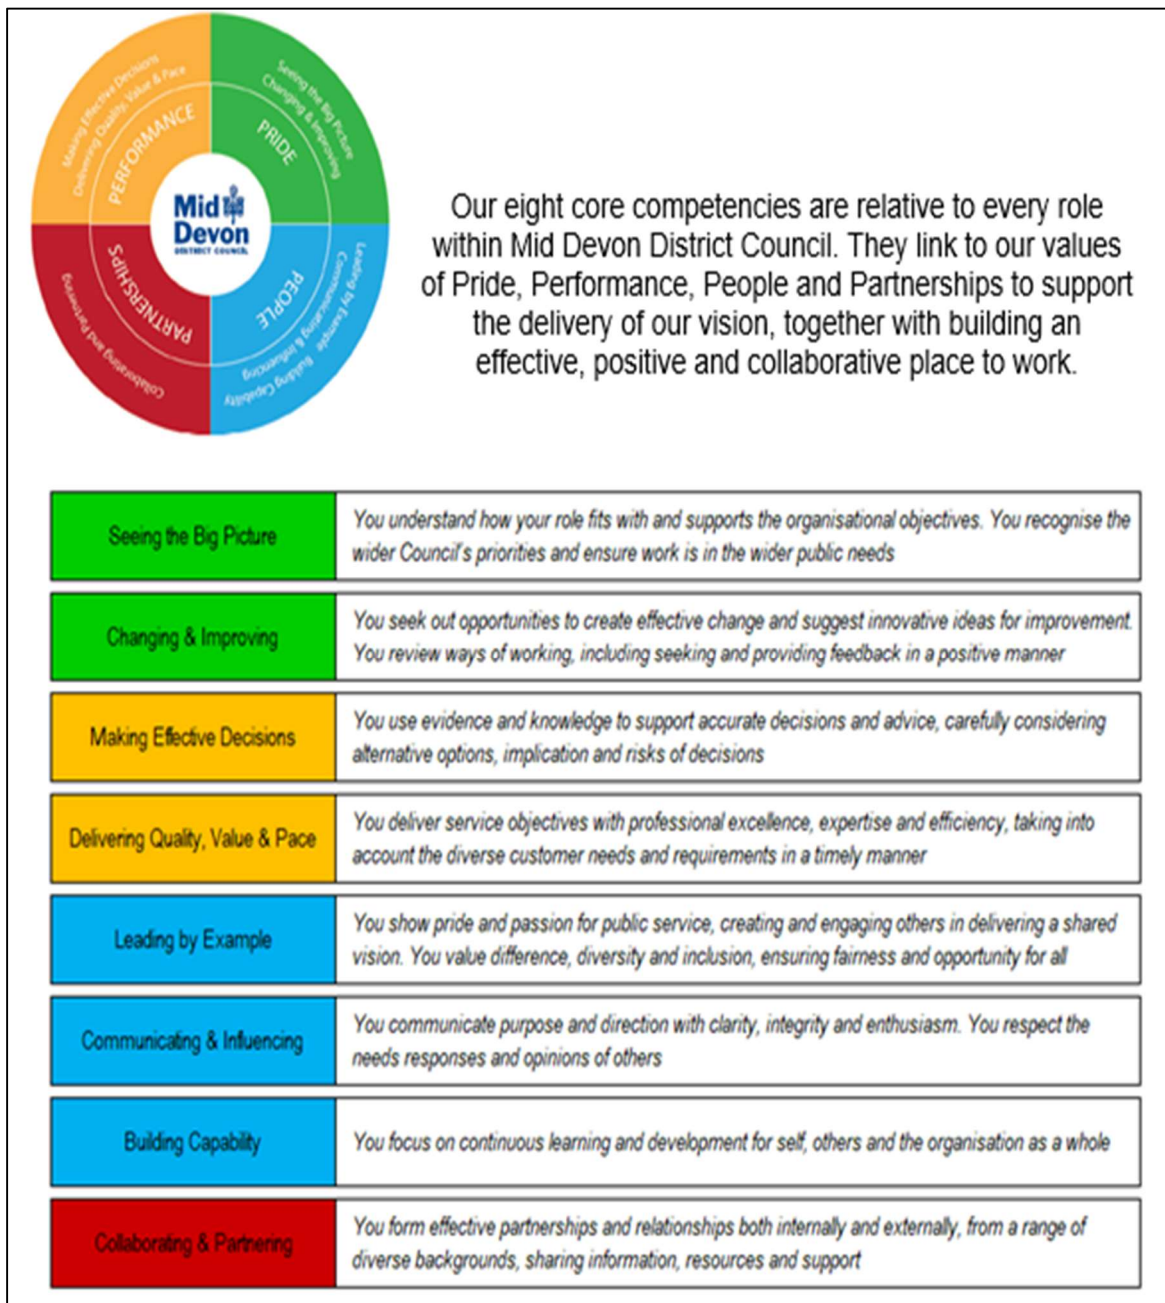 Making Effective Decisions
Delivering Quality, Value & Pace
PERFORMANCE
Seeing the Big Picture
Changing & Improving
PRIDE
Mid
Devon
DISTRICT COUNCIL
PARTNERSHIPS
Collaborating and Partnering
PEOPLE
Leading by Example
Communicating & Influencing
Building Capability
Our eight core competencies are relative to every role
within Mid Devon District Council. They link to our values
of Pride, Performance, People and Partnerships to support
the delivery of our vision, together with building an
effective, positive and collaborative place to work.
Seeing the Big Picture
You understand how your role fits with and supports the organisational objectives. You recognise the
wider Council's priorities and ensure work is in the wider public needs
Changing & Improving
You seek out opportunities to create effective change and suggest innovative ideas for improvement.
You review ways of working, including seeking and providing feedback in a positive manner
Making Effective Decisions
You use evidence and knowledge to support accurate decisions and advice, carefully considering
alternative options, implication and risks of decisions
Delivering Quality, Value & Pace
You deliver service objectives with professional excellence, expertise and efficiency, taking into
account the diverse customer needs and requirements in a timely manner
Leading by Example
You show pride and passion for public service, creating and engaging others in delivering a shared
vision. You value difference, diversity and inclusion, ensuring fairness and opportunity for all
Communicating & Influencing
You communicate purpose and direction with clarity, integrity and enthusiasm. You respect the
needs responses and opinions of others
Building Capability
You focus on continuous learning and development for self, others and the organisation as a whole
Collaborating & Partnering
You form effective partnerships and relationships both internally and externally, from a range of
diverse backgrounds, sharing information, resources and support